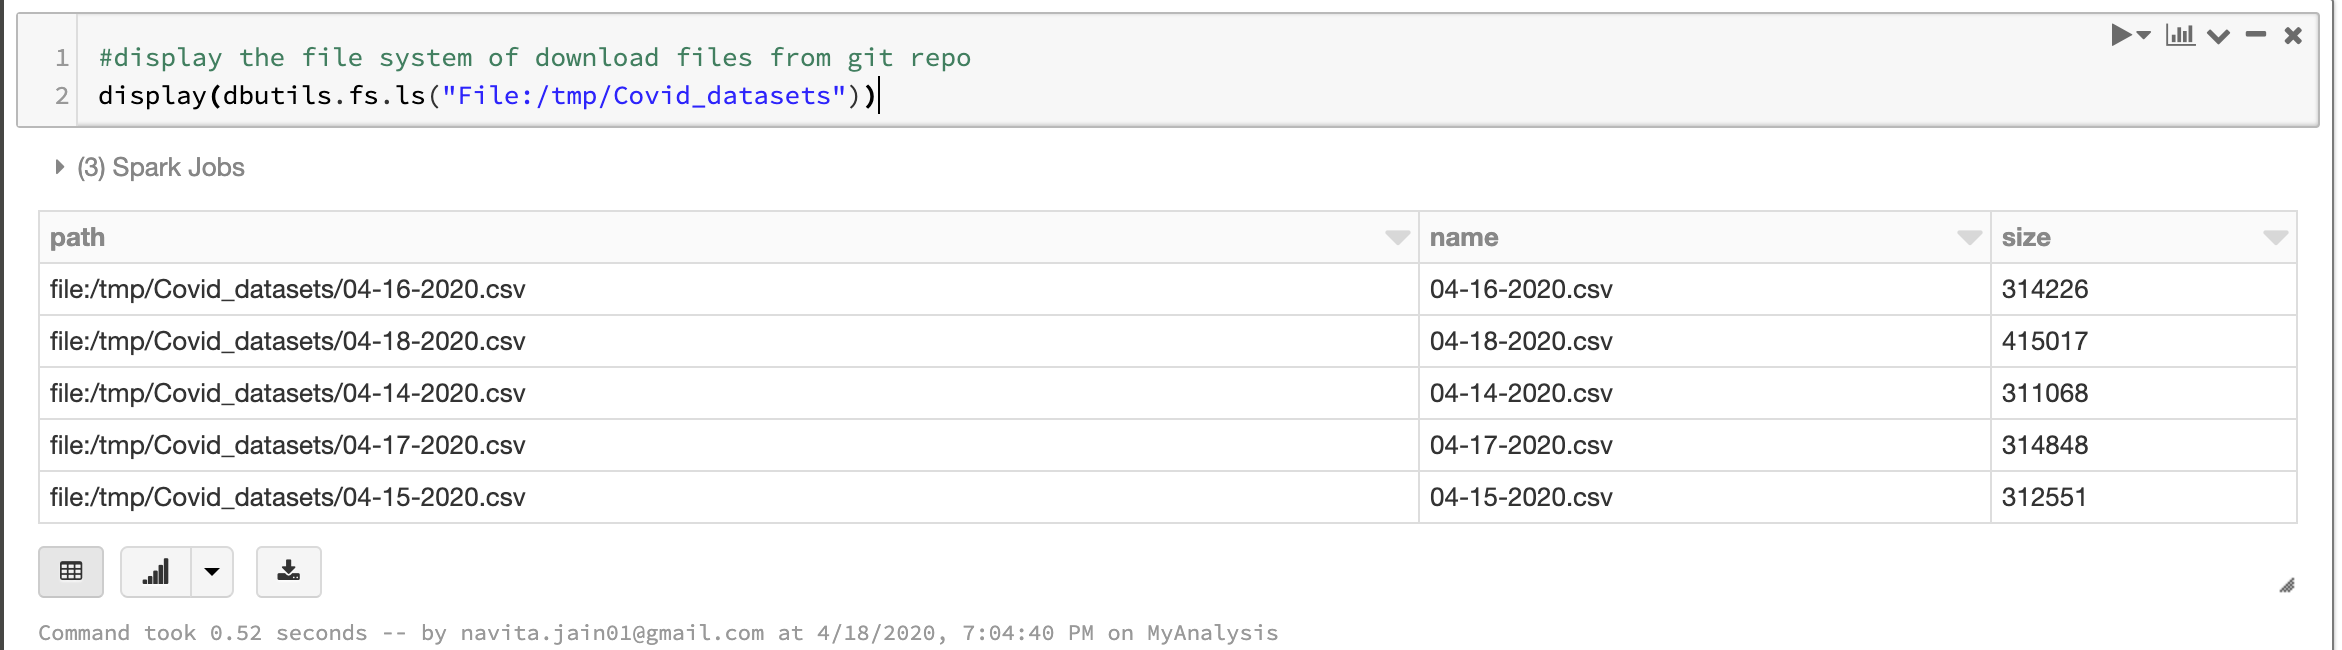 1 #display the file system of download files from git repo
2 display(dbutils.fs.ls("File:/tmp/Covid_datasets"))
(3) Spark Jobs
path name size
file:/tmp/Covid_datasets/04-16-2020.csv 04-16-2020.csv 314226
file:/tmp/Covid_datasets/04-18-2020.csv 04-18-2020.csv 415017
file:/tmp/Covid_datasets/04-14-2020.csv 04-14-2020.csv 311068
file:/tmp/Covid_datasets/04-17-2020.csv 04-17-2020.csv 314848
file:/tmp/Covid_datasets/04-15-2020.csv 04-15-2020.csv 312551
Command took 0.52 seconds -- by navita.jain01@gmail.com at 4/18/2020, 7:04:40 PM on MyAnalysis